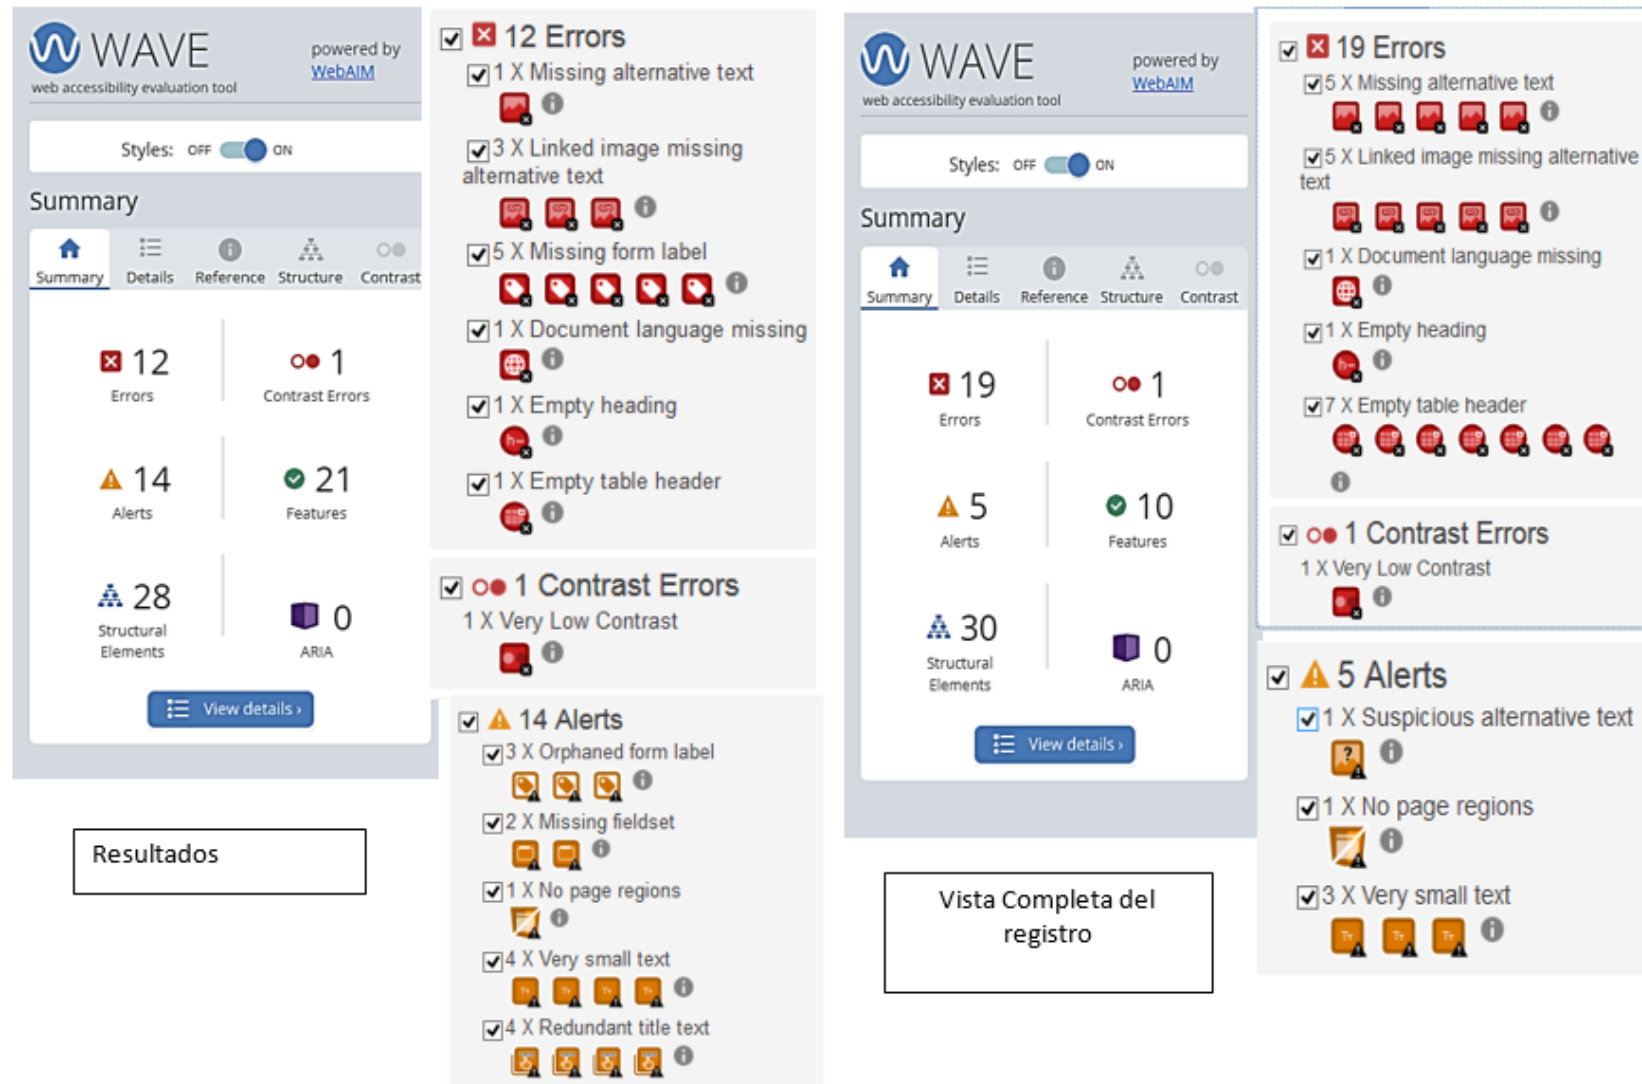 WAVE
powered by
WebAIM
web accessibility evaluation tool
Styles: OFF ON
Summary
Summary Details Reference Structure Contrast
12
Errors
1
Contrast Errors
14
Alerts
21
Features
28
Structural
Elements
0
ARIA
View details ›
Resultados
12 Errors
1 X Missing alternative text
3 X Linked image missing
alternative text
5 X Missing form label
1 X Document language missing
1 X Empty heading
1 X Empty table header
1 Contrast Errors
1 X Very Low Contrast
14 Alerts
3 X Orphaned form label
2 X Missing fieldset
1 X No page regions
4 X Very small text
4 X Redundant title text
WAVE
powered by
WebAIM
web accessibility evaluation tool
Styles: OFF ON
Summary
Summary Details Reference Structure Contrast
19
Errors
1
Contrast Errors
5
Alerts
10
Features
30
Structural
Elements
0
ARIA
View details ›
Vista Completa del
registro
19 Errors
5 X Missing alternative text
5 X Linked image missing alternative
text
1 X Document language missing
1 X Empty heading
7 X Empty table header
1 Contrast Errors
1 X Very Low Contrast
5 Alerts
1 X Suspicious alternative text
1 X No page regions
3 X Very small text